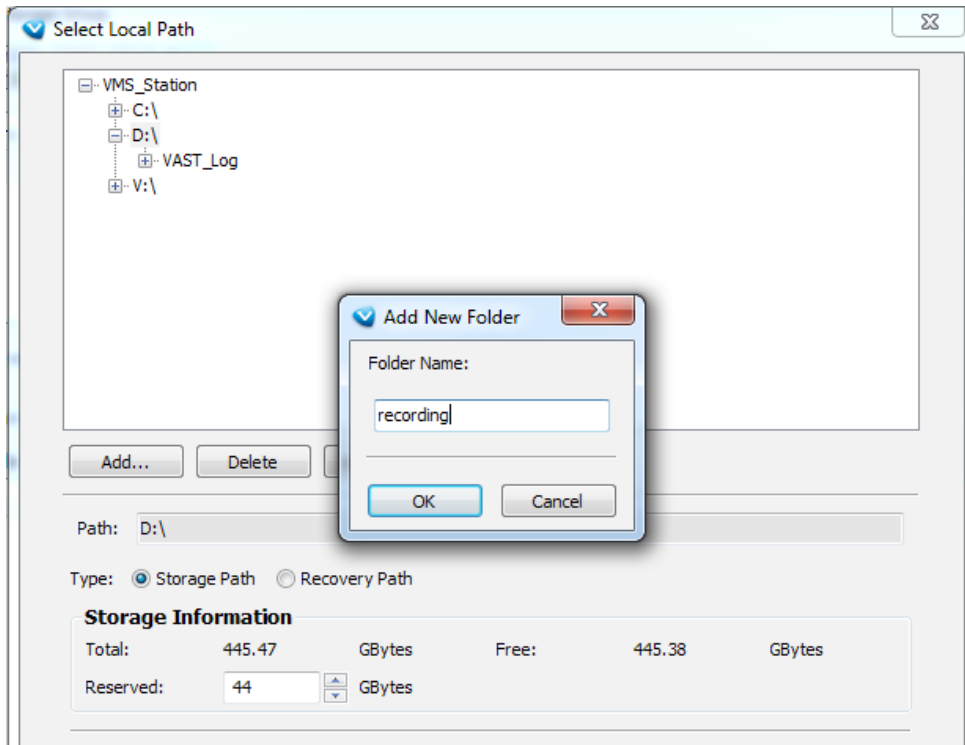 Select Local Path
VMS_Station
C:\
D:\
VAST_Log
V:\
Add New Folder
Folder Name:
recording
OK Cancel
Add... Delete
Path: D:\
Type: Storage Path Recovery Path
Storage Information
Total: 445.47 GBytes Free: 445.38 GBytes
Reserved: 44 GBytes